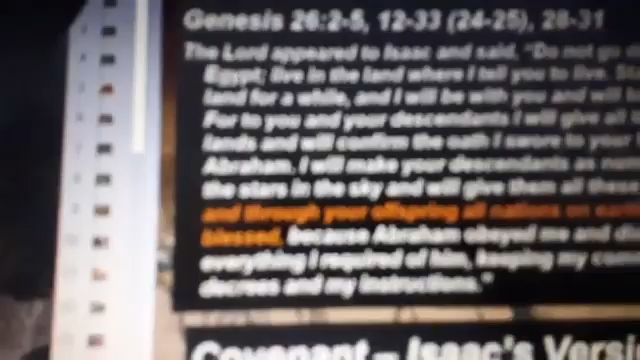 Genesis 26:2-5, 12-33 (24-25), 28-31
The Lord appeared to Isaac and said, "Do not go
Egypt; live in the land where I tell you to live.
land for a while, and I will be with you and will
For to you and your descendants I will give all
lands and will confirm the oath I swore to your
Abraham. I will make your descendants as
the stars in the sky and will give them all these
and through your offspring all nations on
blessed, because Abraham obeyed me and
everything I required of him, keeping my
decrees and my instructions."
Covenant – Isaac's